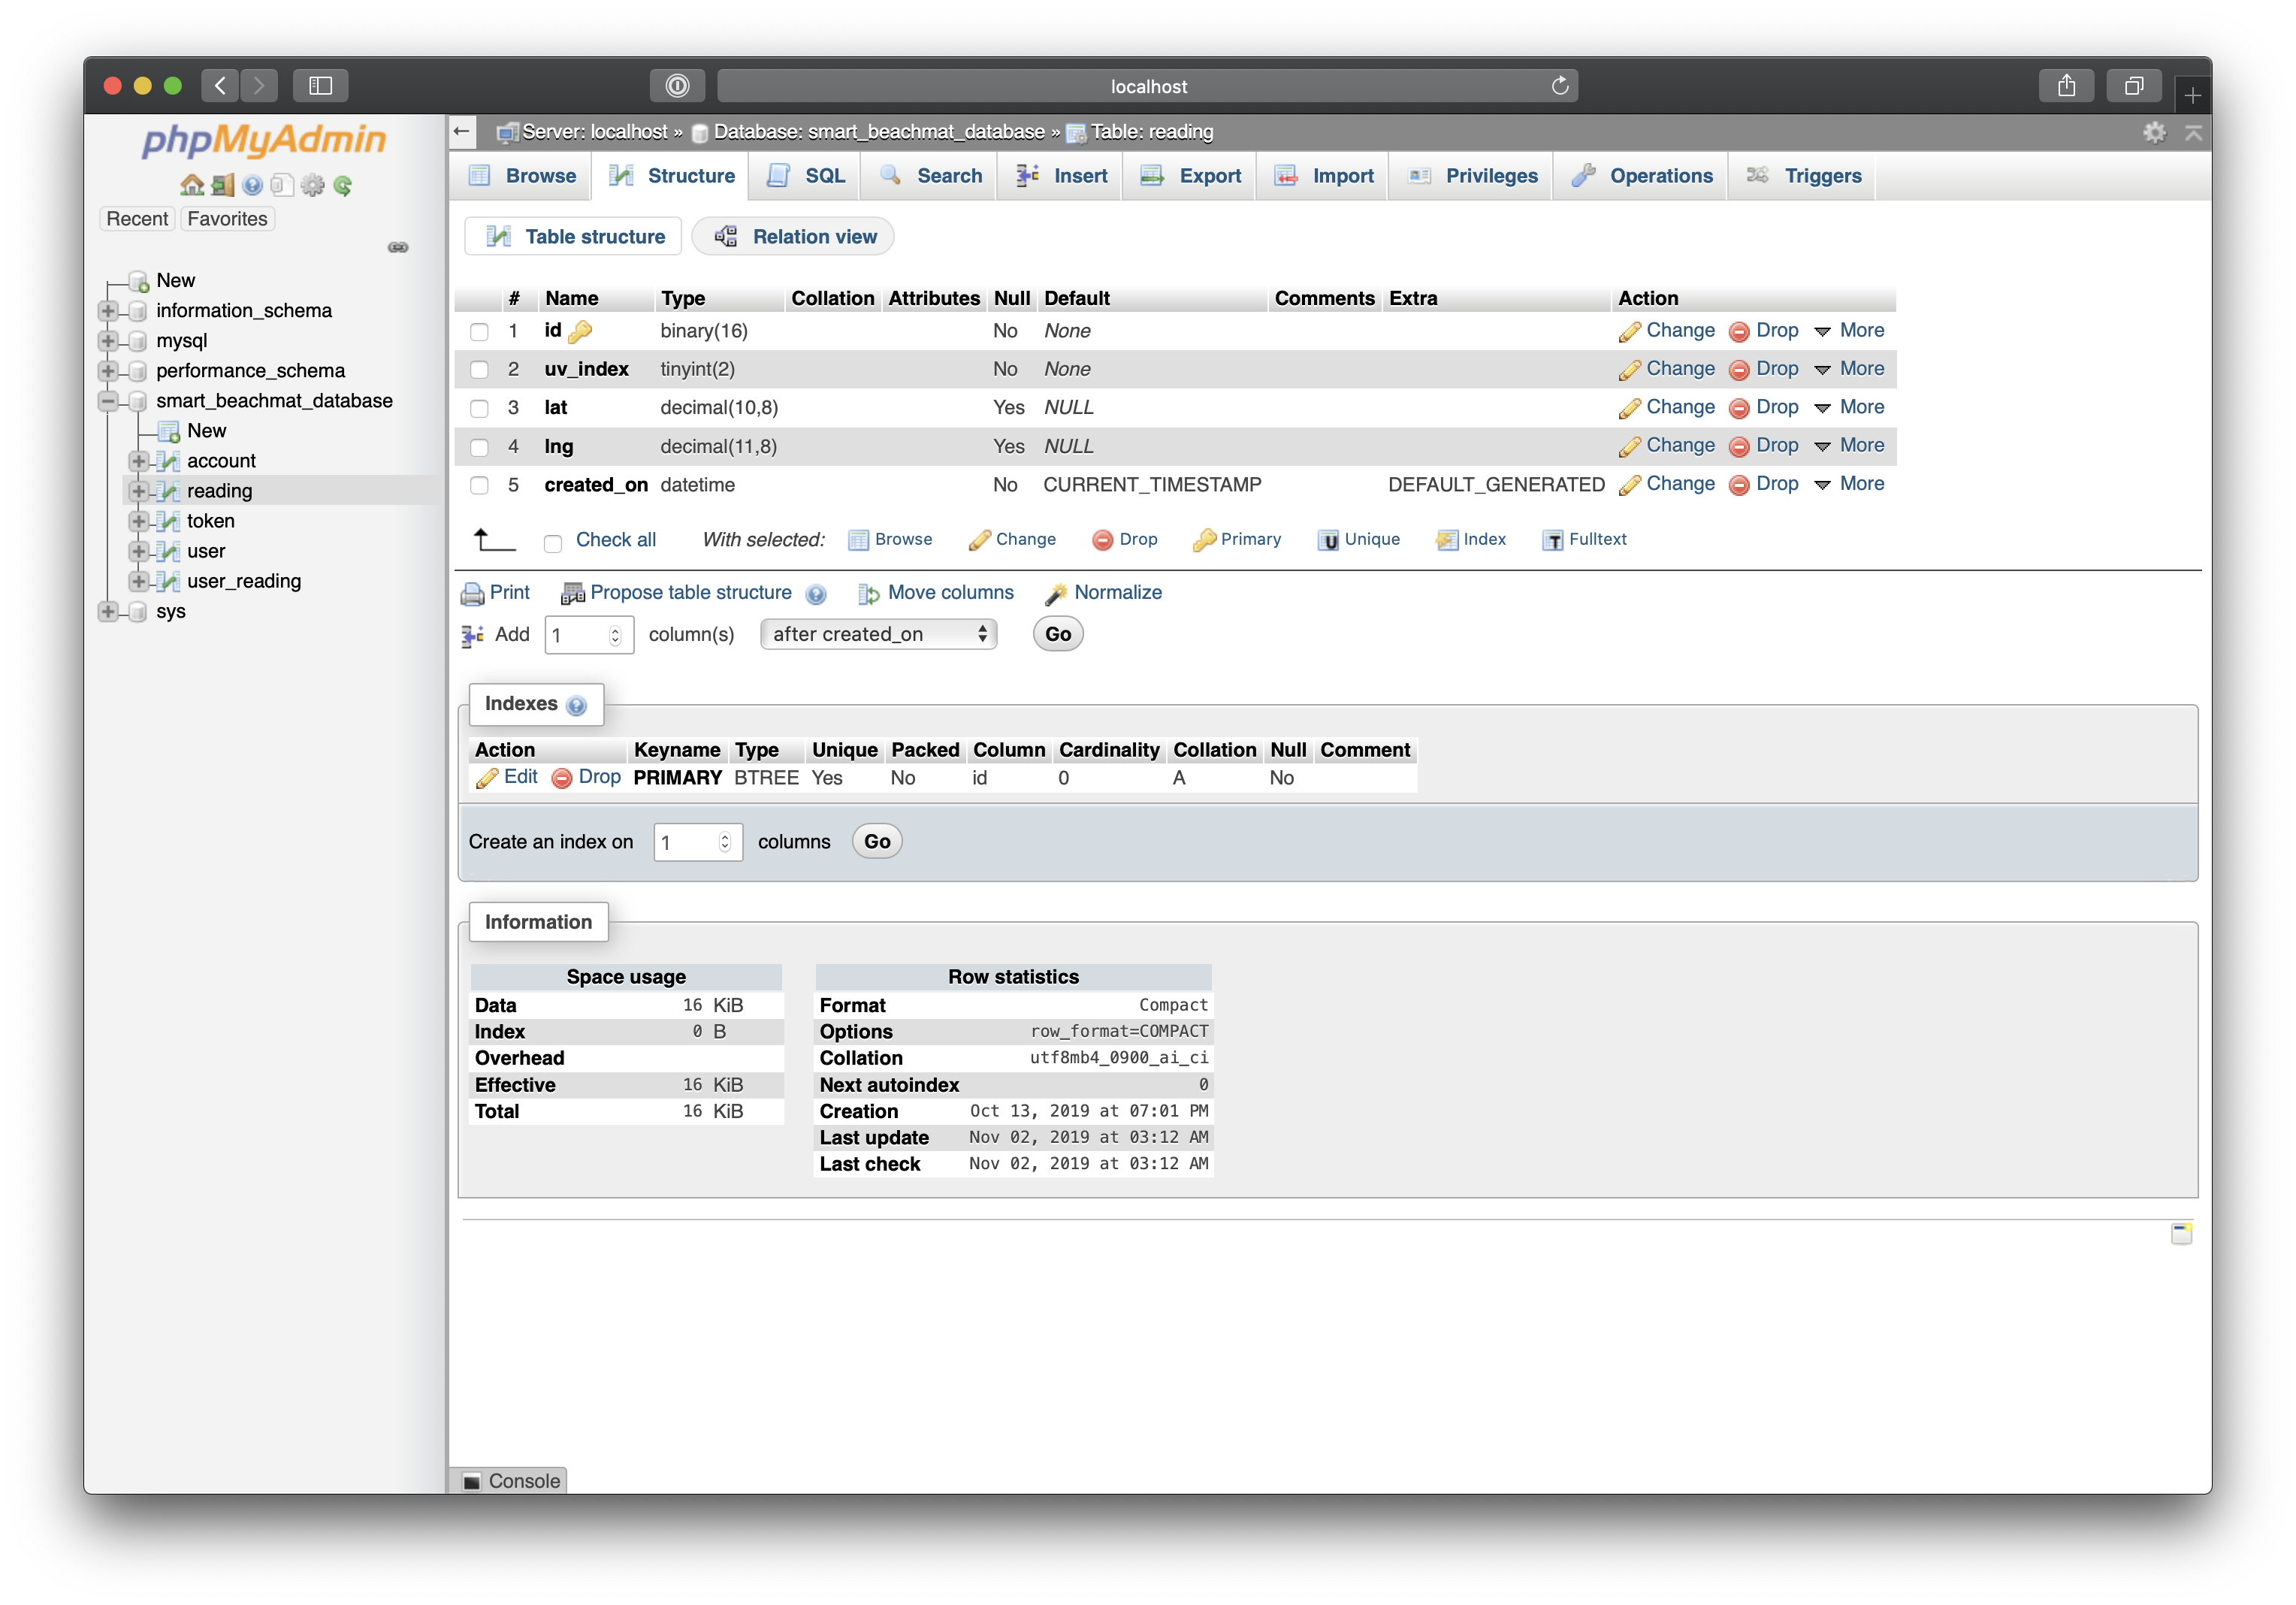 localhost
phpMyAdmin
Recent Favorites
New
information_schema
mysql
performance_schema
smart_beachmat_database
New
account
reading
token
user
user_reading
sys
Server: localhost » Database: smart_beachmat_database » Table: reading
Browse Structure SQL Search Insert Export Import Privileges Operations Triggers
Table structure Relation view
# Name Type Collation Attributes Null Default Comments Extra Action
1 id binary(16) No None Change Drop More
2 uv_index tinyint(2) No None Change Drop More
3 lat decimal(10,8) Yes NULL Change Drop More
4 lng decimal(11,8) Yes NULL Change Drop More
5 created_on datetime No CURRENT_TIMESTAMP DEFAULT_GENERATED Change Drop More
Check all With selected: Browse Change Drop Primary Unique Index Fulltext
Print Propose table structure Move columns Normalize
Add 1 column(s) after created_on Go
Indexes
Action Keyname Type Unique Packed Column Cardinality Collation Null Comment
Edit Drop PRIMARY BTREE Yes No id 0 A No
Create an index on 1 columns Go
Information
Space usage
Data 16 KiB
Index 0 B
Overhead
Effective 16 KiB
Total 16 KiB
Row statistics
Format Compact
Options row_format=COMPACT
Collation utf8mb4_0900_ai_ci
Next autoindex 0
Creation Oct 13, 2019 at 07:01 PM
Last update Nov 02, 2019 at 03:12 AM
Last check Nov 02, 2019 at 03:12 AM
Console